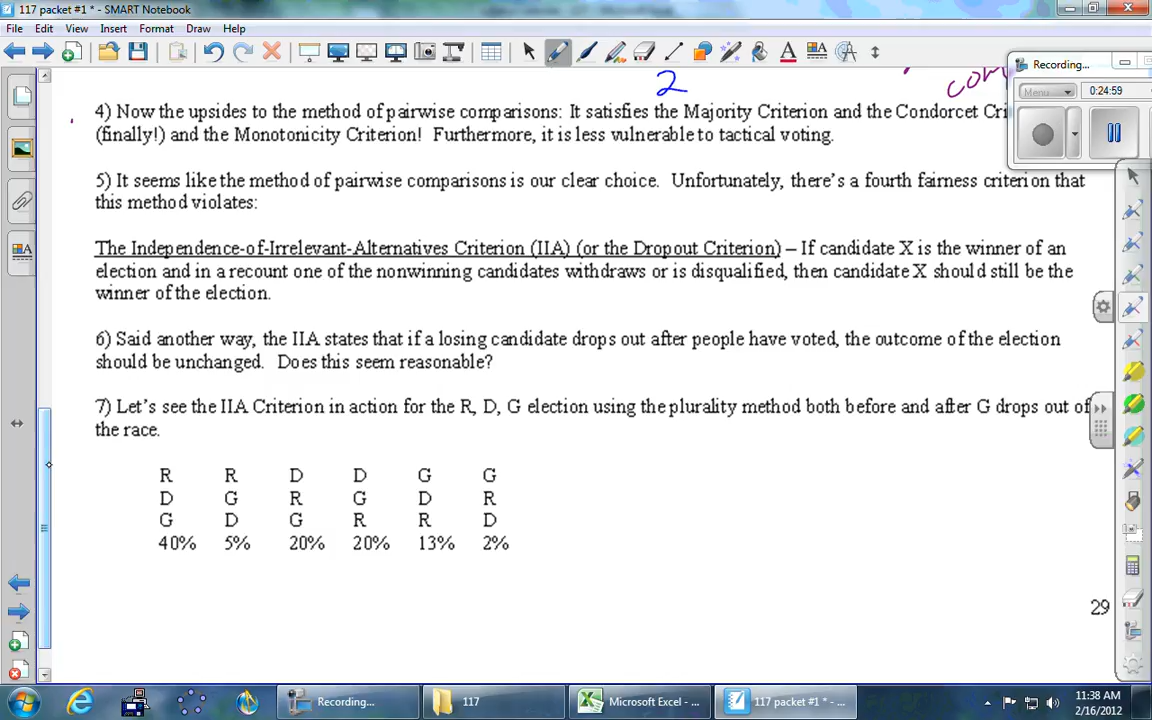 117 packet #1 * - SMART Notebook
File Edit View Insert Format Draw Help
Recording...
Menu
0:24:59
2
4) Now the upsides to the method of pairwise comparisons: It satisfies the Majority Criterion and the Condorcet Cri
(finally!) and the Monotonicity Criterion! Furthermore, it is less vulnerable to tactical voting.
5) It seems like the method of pairwise comparisons is our clear choice. Unfortunately, there's a fourth fairness criterion that
this method violates:
The Independence-of-Irrelevant-Alternatives Criterion (IIA) (or the Dropout Criterion) – If candidate X is the winner of an
election and in a recount one of the nonwinning candidates withdraws or is disqualified, then candidate X should still be the
winner of the election.
6) Said another way, the IIA states that if a losing candidate drops out after people have voted, the outcome of the election
should be unchanged. Does this seem reasonable?
7) Let's see the IIA Criterion in action for the R, D, G election using the plurality method both before and after G drops out of
the race.
R R D D G G
D G R G D R
G D G R R D
40% 5% 20% 20% 13% 2%
29
Recording...
117
Microsoft Excel - ...
117 packet #1 * - ...
11:38 AM
2/16/2012